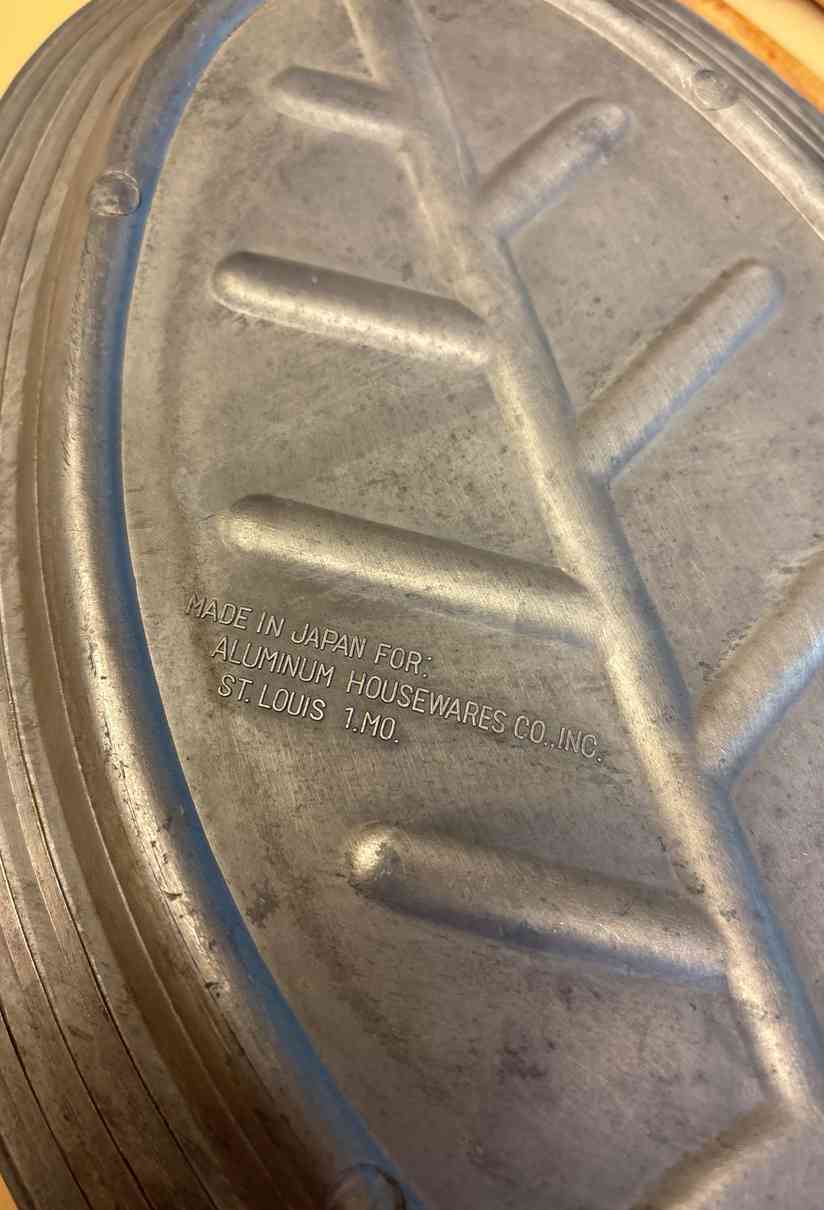 MADE IN JAPAN FOR:
ALUMINUM HOUSEWARES CO., INC.
ST. LOUIS 1.MO.